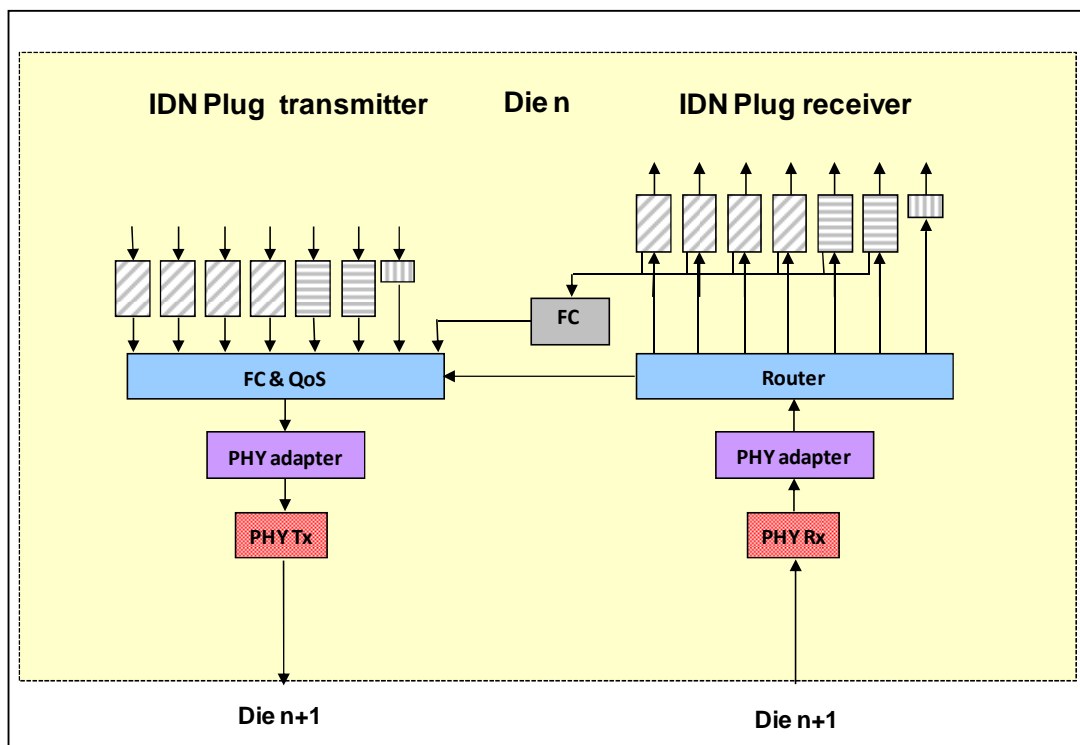 IDN Plug transmitter
Die n
IDN Plug receiver
FC
FC & QoS
Router
PHY adapter
PHY adapter
PHY Tx
PHY Rx
Die n+1
Die n+1